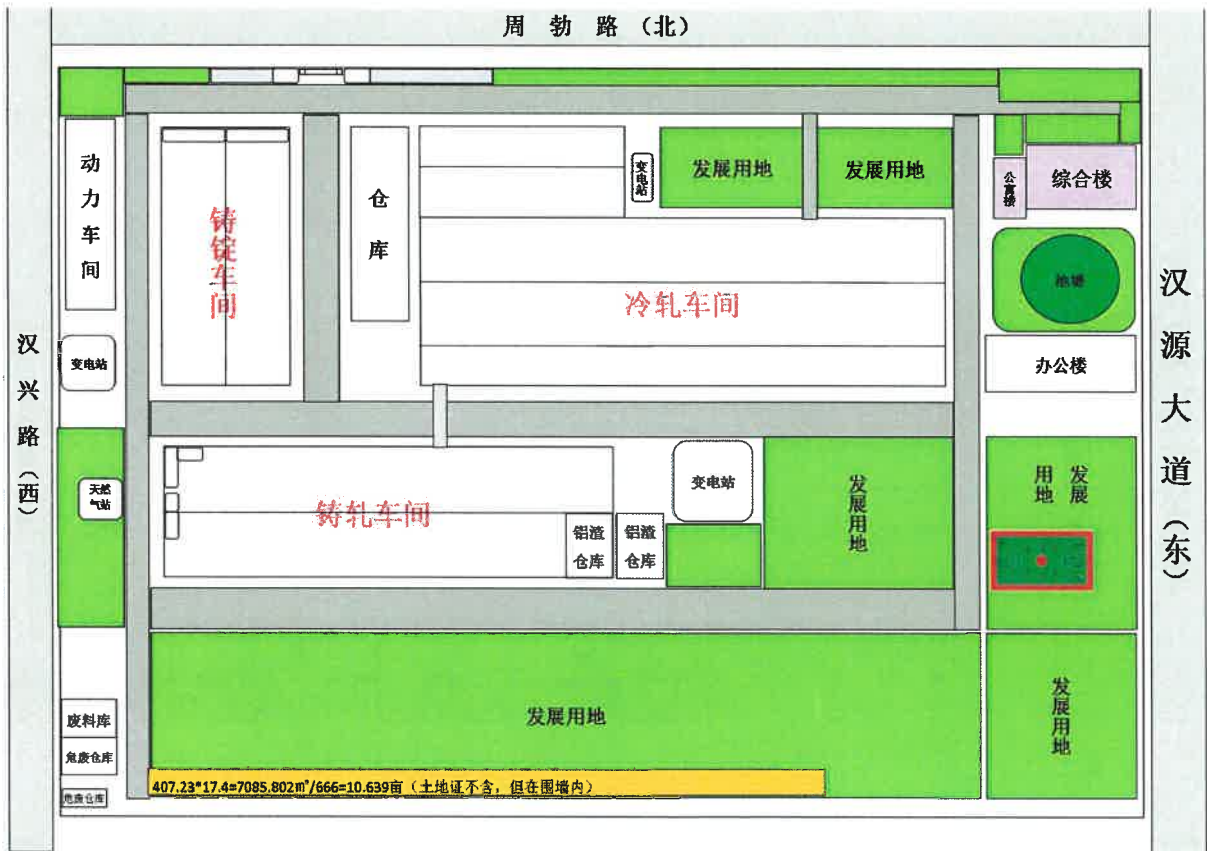 周勃路（北）
动力车间
铸锭车间
仓库
变电站
发展用地
发展用地
公寓楼
综合楼
池塘
冷轧车间
办公楼
汉兴路（西）
汉源大道（东）
变电站
天然
气站
铸轧车间
铝渣
仓库
铝渣
仓库
变电站
发展用地
发展
用地
发展用地
发展用地
废料库
危废仓库
危废仓库
407.23*17.4=7085.802㎡/666=10.639亩（土地证不含，但在围墙内）